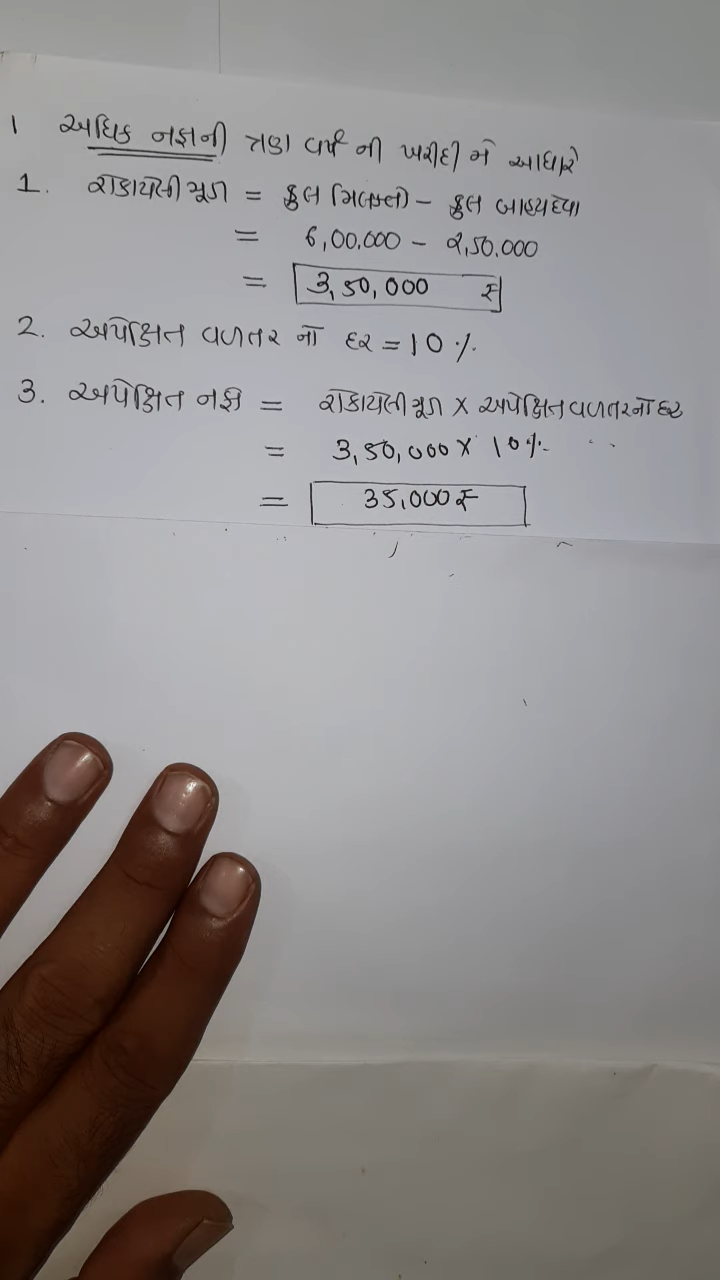 1 અધિક નફાની ત્રણ વર્ષ ની ખરીદી ને આધારે
1. રોકાયેલી મૂડી = કુલ મિલકતો - કુલ બાહ્યદેવા
= 6,00,000 - 2,50,000
= 3,50,000 ₹
2. અપેક્ષિત વળતર નો દર = 10 %
3. અપેક્ષિત નફો = રોકાયેલી મૂડી X અપેક્ષિત વળતરનો દર
= 3,50,000 X 10%
= 35,000 ₹